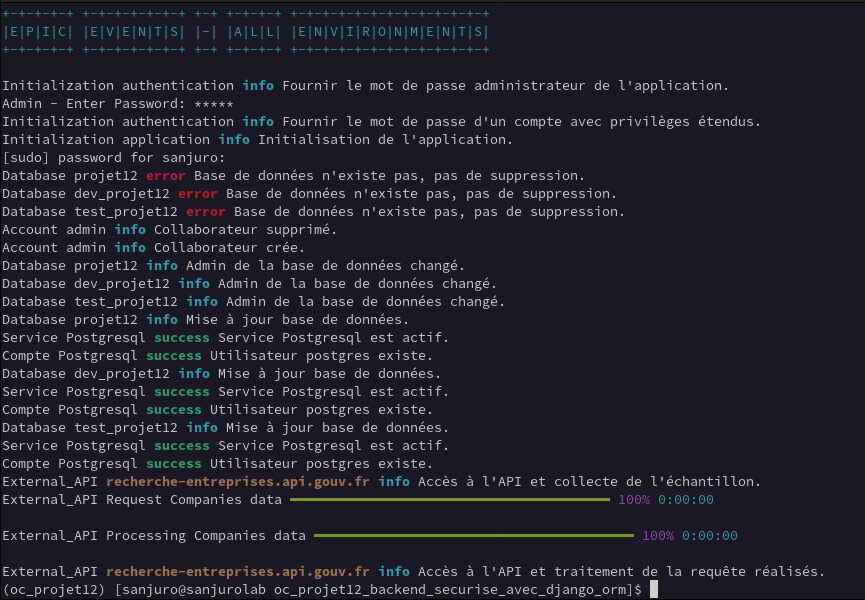 +-+-+-+-+ +-+-+-+-+-+-+ +-+ +-+-+-+ +-+-+-+-+-+-+-+-+-+-+-+-+
|E|P|I|C| |E|V|E|N|T|S| |-| |A|L|L| |E|N|V|I|R|O|N|M|E|N|T|S|
+-+-+-+-+ +-+-+-+-+-+-+ +-+ +-+-+-+ +-+-+-+-+-+-+-+-+-+-+-+-+
Initialization authentication info Fournir le mot de passe administrateur de l'application.
Admin - Enter Password: *****
Initialization authentication info Fournir le mot de passe d'un compte avec privilèges étendus.
Initialization application info Initialisation de l'application.
[sudo] password for sanjuro:
Database projet12 error Base de données n'existe pas, pas de suppression.
Database dev_projet12 error Base de données n'existe pas, pas de suppression.
Database test_projet12 error Base de données n'existe pas, pas de suppression.
Account admin info Collaborateur supprimé.
Account admin info Collaborateur crée.
Database projet12 info Admin de la base de données changé.
Database dev_projet12 info Admin de la base de données changé.
Database test_projet12 info Admin de la base de données changé.
Database projet12 info Mise à jour base de données.
Service Postgresql success Service Postgresql est actif.
Compte Postgresql success Utilisateur postgres existe.
Database dev_projet12 info Mise à jour base de données.
Service Postgresql success Service Postgresql est actif.
Compte Postgresql success Utilisateur postgres existe.
Database test_projet12 info Mise à jour base de données.
Service Postgresql success Service Postgresql est actif.
Compte Postgresql success Utilisateur postgres existe.
External_API recherche-entreprises.api.gouv.fr info Accès à l'API et collecte de l'échantillon.
External_API Request Companies data 100% 0:00:00
External_API Processing Companies data 100% 0:00:00
External_API recherche-entreprises.api.gouv.fr info Accès à l'API et traitement de la requête réalisés.
(oc_projet12) [sanjuro@sanjurolab oc_projet12_backend_securise_avec_django_orm]$